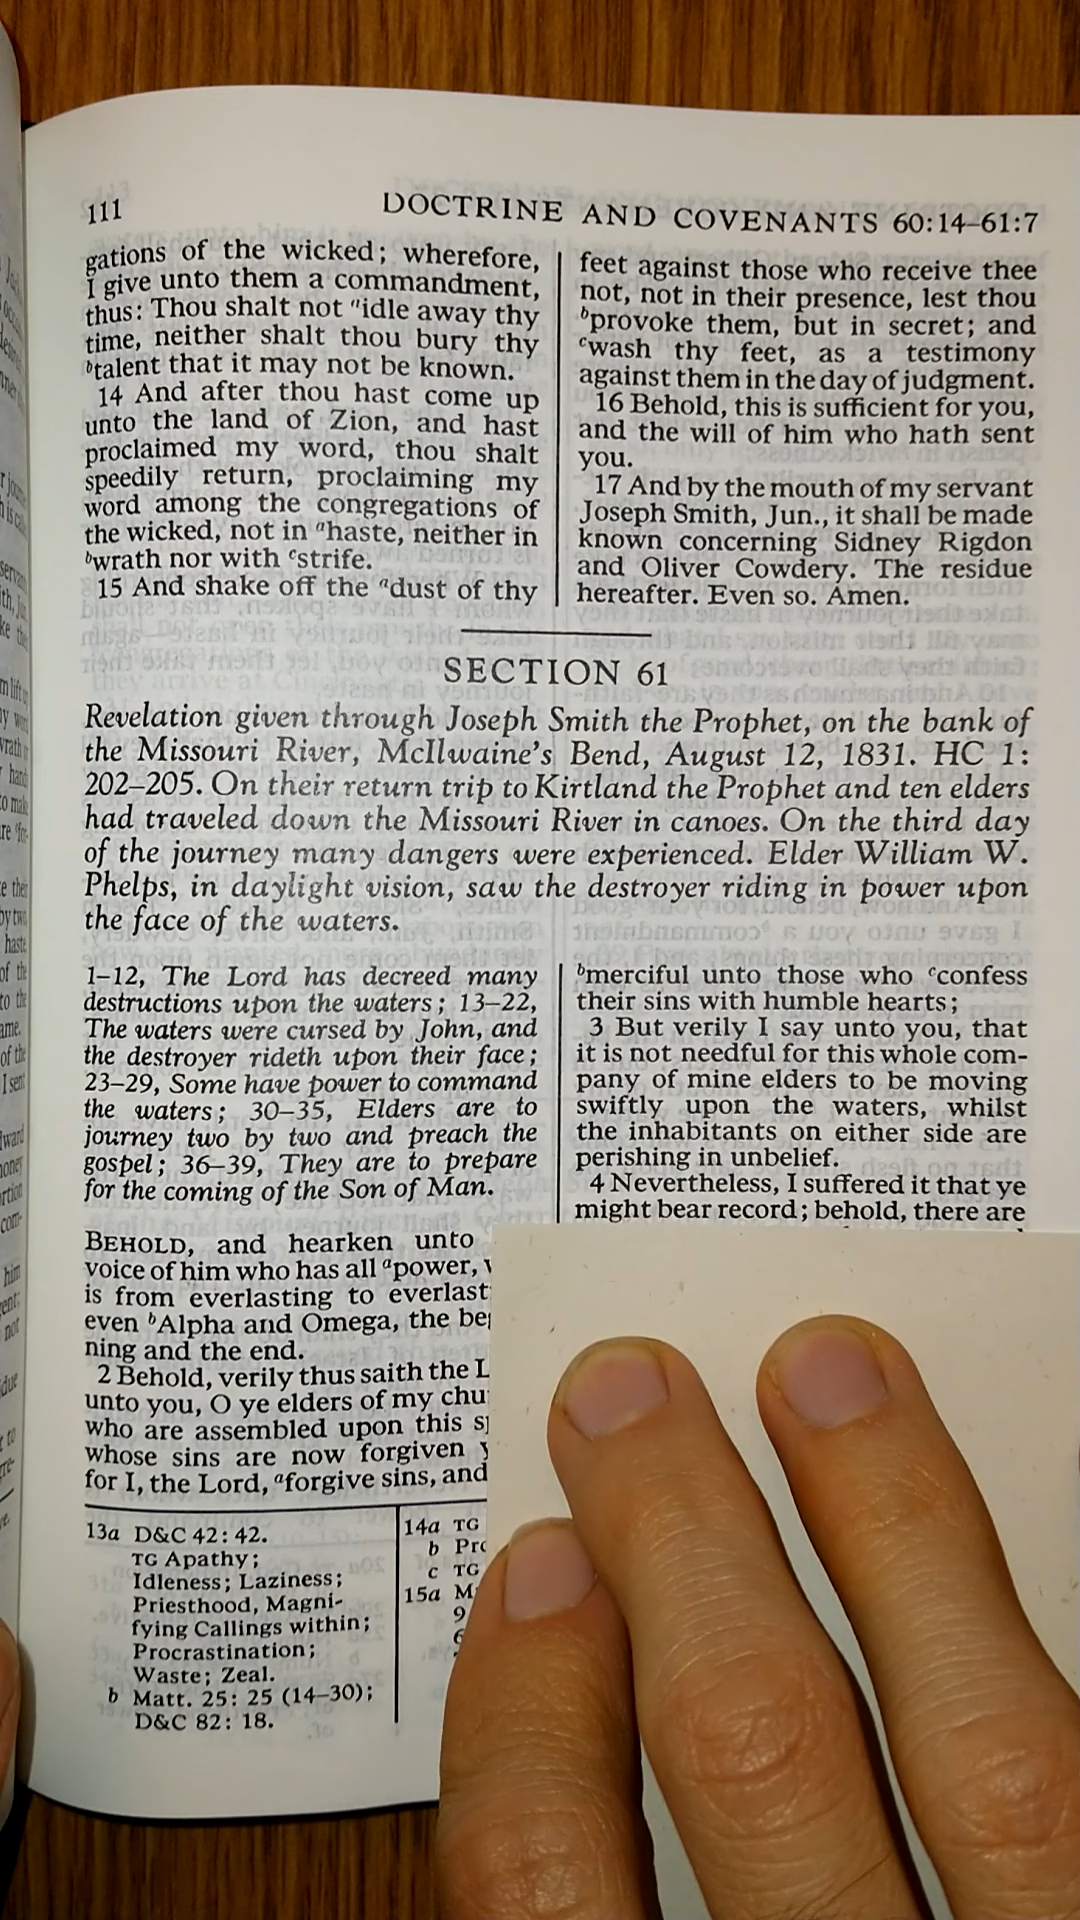 111
DOCTRINE AND COVENANTS 60:14–61:7
gations of the wicked; wherefore,
I give unto them a commandment,
thus: Thou shalt not ᵃidle away thy
time, neither shalt thou bury thy
ᵇtalent that it may not be known.
14 And after thou hast come up
unto the land of Zion, and hast
proclaimed my word, thou shalt
speedily return, proclaiming my
word among the congregations of
the wicked, not in ᵃhaste, neither in
ᵇwrath nor with ᶜstrife.
15 And shake off the ᵃdust of thy
feet against those who receive thee
not, not in their presence, lest thou
ᵇprovoke them, but in secret; and
ᶜwash thy feet, as a testimony
against them in the day of judgment.
16 Behold, this is sufficient for you,
and the will of him who hath sent
you.
17 And by the mouth of my servant
Joseph Smith, Jun., it shall be made
known concerning Sidney Rigdon
and Oliver Cowdery. The residue
hereafter. Even so. Amen.
SECTION 61
Revelation given through Joseph Smith the Prophet, on the bank of
the Missouri River, McIlwaine's Bend, August 12, 1831. HC 1:
202–205. On their return trip to Kirtland the Prophet and ten elders
had traveled down the Missouri River in canoes. On the third day
of the journey many dangers were experienced. Elder William W.
Phelps, in daylight vision, saw the destroyer riding in power upon
the face of the waters.
1–12, The Lord has decreed many
destructions upon the waters; 13–22,
The waters were cursed by John, and
the destroyer rideth upon their face;
23–29, Some have power to command
the waters; 30–35, Elders are to
journey two by two and preach the
gospel; 36–39, They are to prepare
for the coming of the Son of Man.
BEHOLD, and hearken unto
voice of him who has all ᵃpower,
is from everlasting to everlast
even ᵇAlpha and Omega, the
ning and the end.
2 Behold, verily thus saith the L
unto you, O ye elders of my chu
who are assembled upon this
whose sins are now forgiven
for I, the Lord, ᵃforgive sins, and
ᵇmerciful unto those who ᶜconfess
their sins with humble hearts;
3 But verily I say unto you, that
it is not needful for this whole com-
pany of mine elders to be moving
swiftly upon the waters, whilst
the inhabitants on either side are
perishing in unbelief.
4 Nevertheless, I suffered it that ye
might bear record; behold, there are
13a D&C 42: 42.
TG Apathy;
Idleness; Laziness;
Priesthood, Magni-
fying Callings within;
Procrastination;
Waste; Zeal.
b Matt. 25: 25 (14–30);
D&C 82: 18.
14a TG
b
c TG
15a
9
6